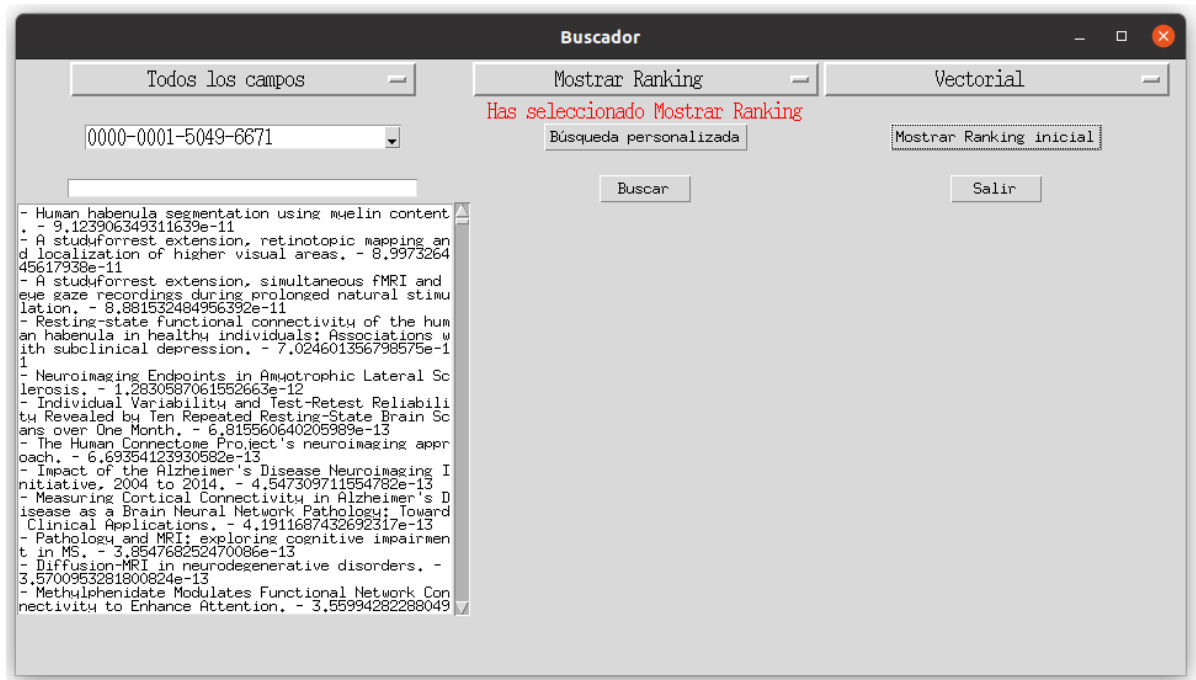 Buscador
Todos los campos
Mostrar Ranking
Vectorial
Has seleccionado Mostrar Ranking
0000-0001-5049-6671
Búsqueda personalizada
Mostrar Ranking inicial
Buscar
Salir
- Human habenula segmentation using myelin content
. - 9.123906349311639e-11
- A studyforrest extension, retinotopic mapping an
d localization of higher visual areas. - 8.9973264
45617938e-11
- A studyforrest extension, simultaneous fMRI and
eye gaze recordings during prolonged natural stimu
lation. - 8.881532484956392e-11
- Resting-state functional connectivity of the hum
an habenula in healthy individuals: Associations w
ith subclinical depression. - 7.024601356798575e-1
1
- Neuroimaging Endpoints in Amyotrophic Lateral Sc
lerosis. - 1.2830587061552663e-12
- Individual Variability and Test-Retest Reliabili
ty Revealed by Ten Repeated Resting-State Brain Sc
ans over One Month. - 6.815560640205989e-13
- The Human Connectome Project's neuroimaging appr
oach. - 6.69354123930582e-13
- Impact of the Alzheimer's Disease Neuroimaging I
nitiative, 2004 to 2014. - 4.547309711554782e-13
- Measuring Cortical Connectivity in Alzheimer's D
isease as a Brain Neural Network Pathology: Toward
Clinical Applications. - 4.1911687432692317e-13
- Pathology and MRI: exploring cognitive impairmen
t in MS. - 3.854768252470086e-13
- Diffusion-MRI in neurodegenerative disorders. -
3.5700953281800824e-13
- Methylphenidate Modulates Functional Network Con
nectivity to Enhance Attention. - 3.55994282288049